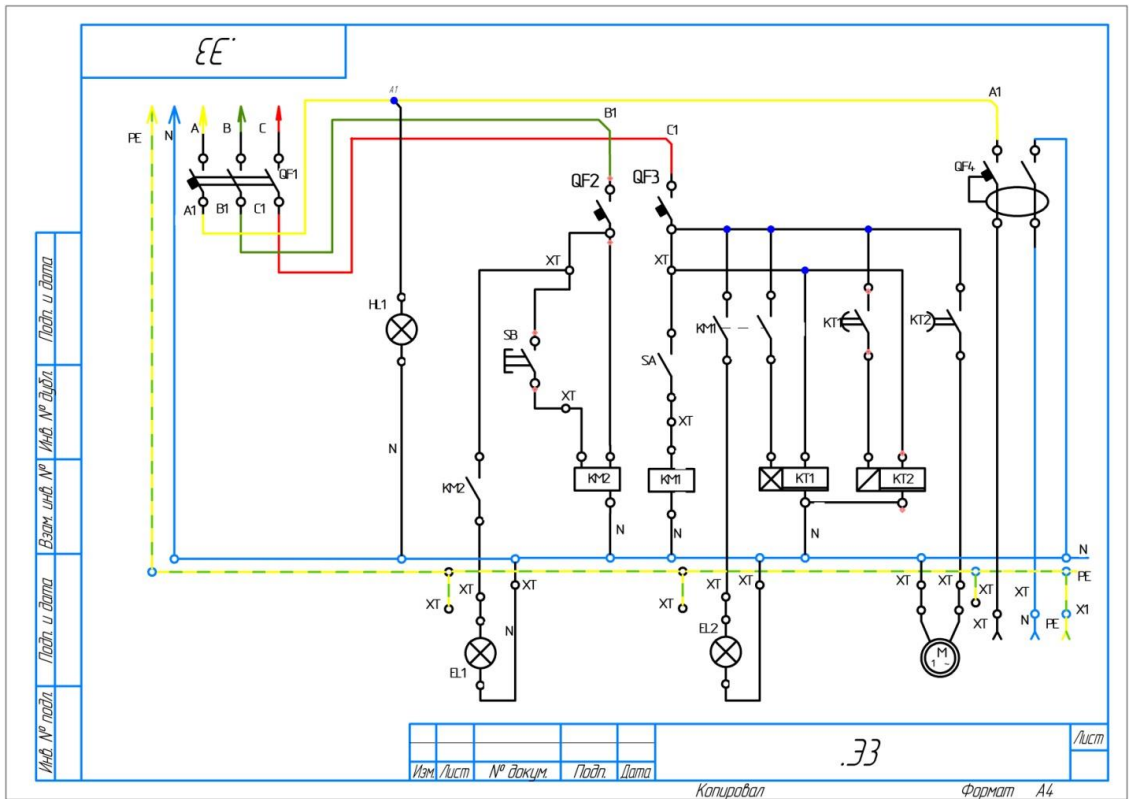 .ЭЗ
A1
A1
B1
PE
N
A
B
C
C1
QF1
QF4
QF2
QF3
A1
B1
C1
XT
XT
HL1
KM1
KT1
KT2
SB
SA
XT
XT
N
KM2
KM2
KM1
KT1
KT2
N
N
N
N
PE
XT
XT
XT
XT
XT
XT
XT
XT
XT
XT
XT
N
XT
N
PE
X1
EL1
EL2
M
1 ~
Подп. и дата
Инв. № дубл.
Взам. инв. №
Подп. и дата
Инв. № подл.
Изм.
Лист
№ докум.
Подп.
Дата
.ЭЗ
Лист
Копировал
Формат A4